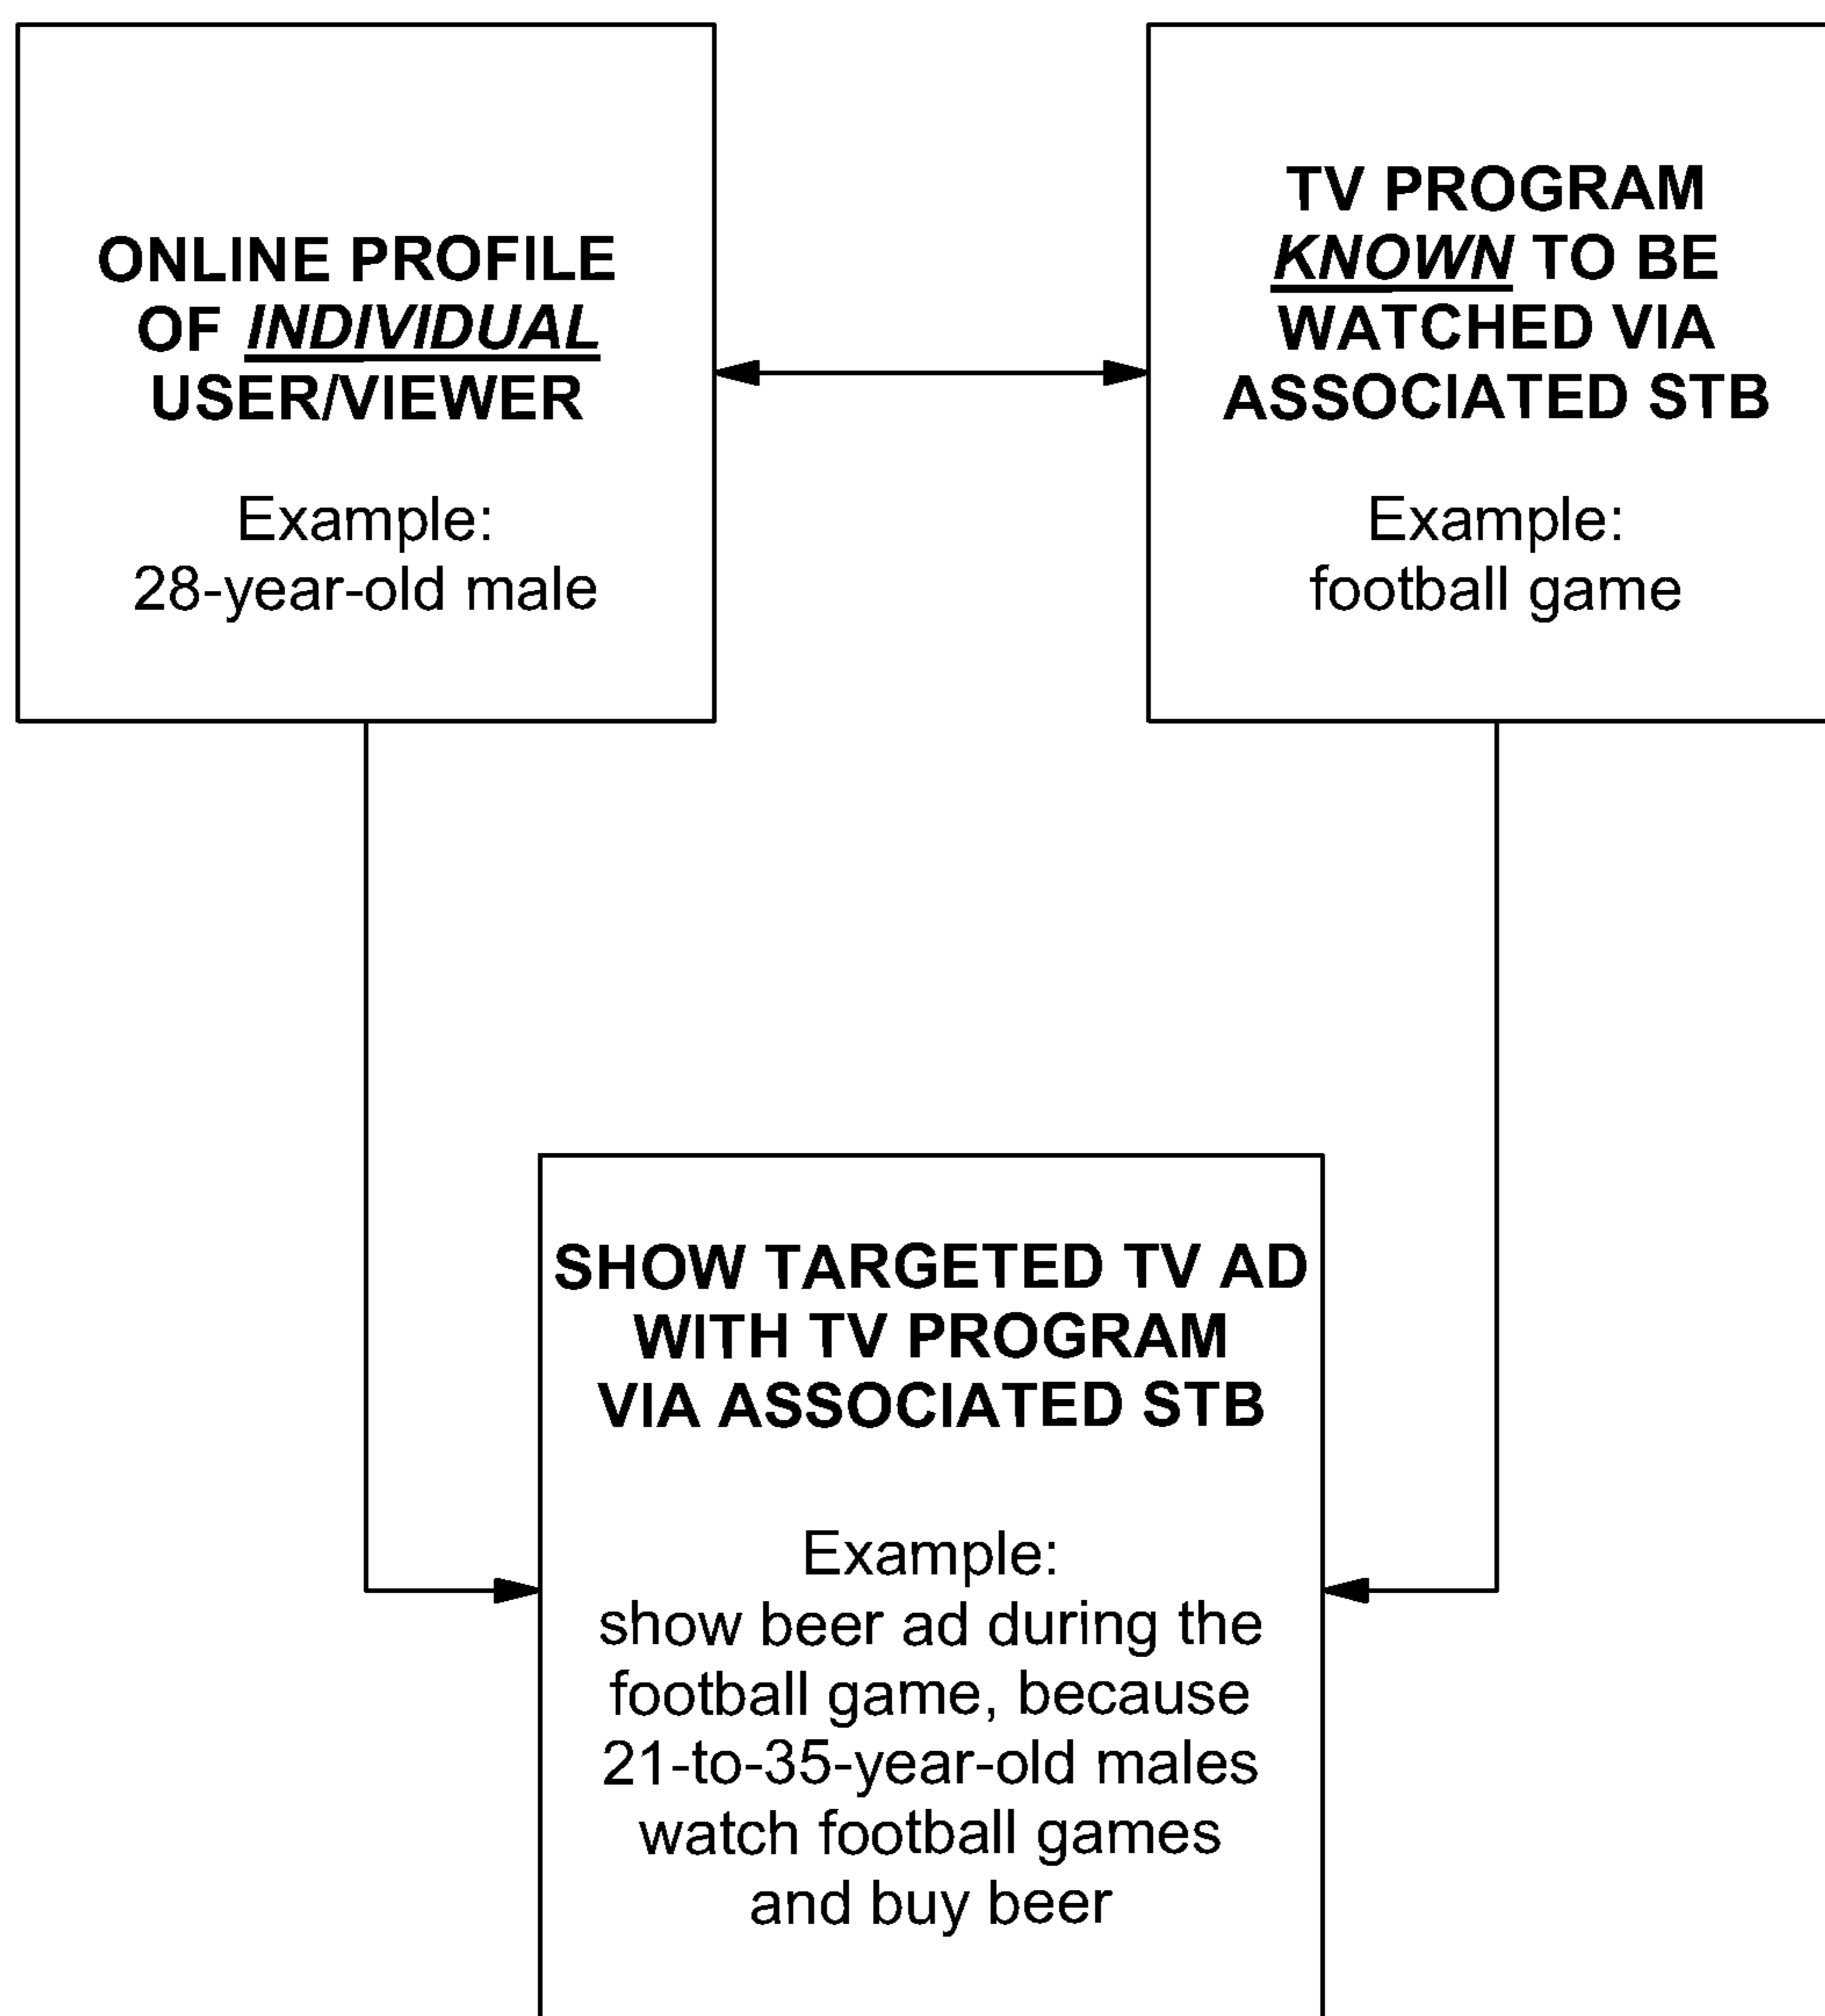 ONLINE PROFILE
OF INDIVIDUAL
USER/VIEWER
Example:
28-year-old male
TV PROGRAM
KNOWN TO BE
WATCHED VIA
ASSOCIATED STB
Example:
football game
SHOW TARGETED TV AD
WITH TV PROGRAM
VIA ASSOCIATED STB
Example:
show beer ad during the
football game, because
21-to-35-year-old males
watch football games
and buy beer